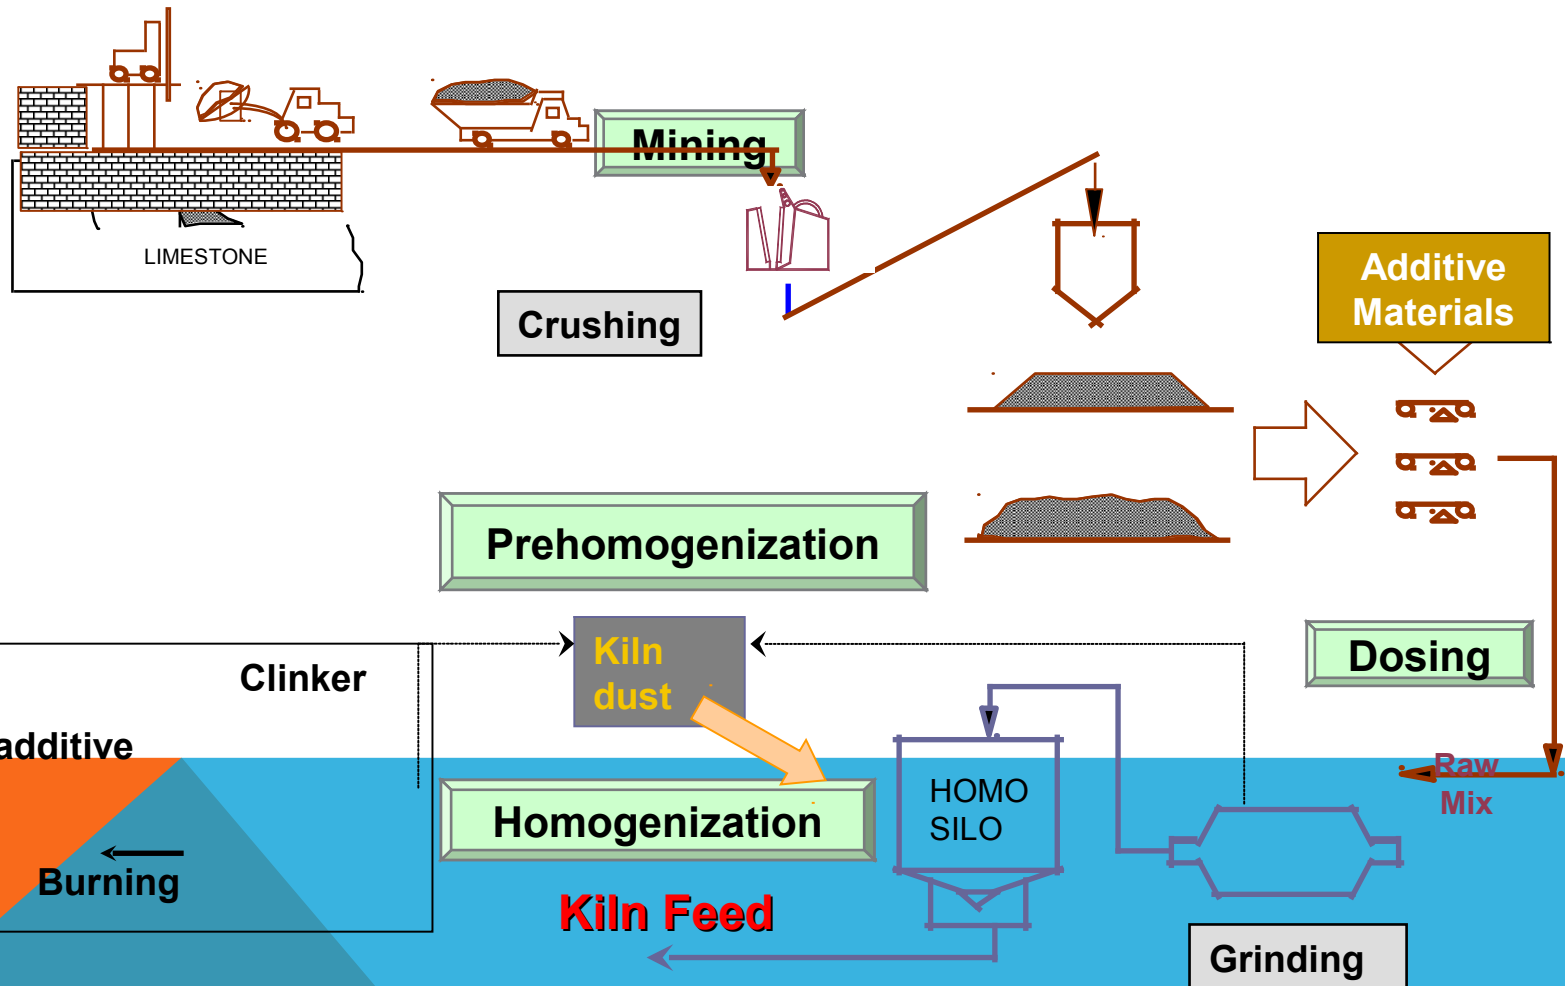 Mining
LIMESTONE
Crushing
Additive
Materials
Prehomogenization
Kiln
dust
Dosing
Clinker
additive
Raw
Mix
HOMO
SILO
Homogenization
Burning
Kiln Feed
Grinding